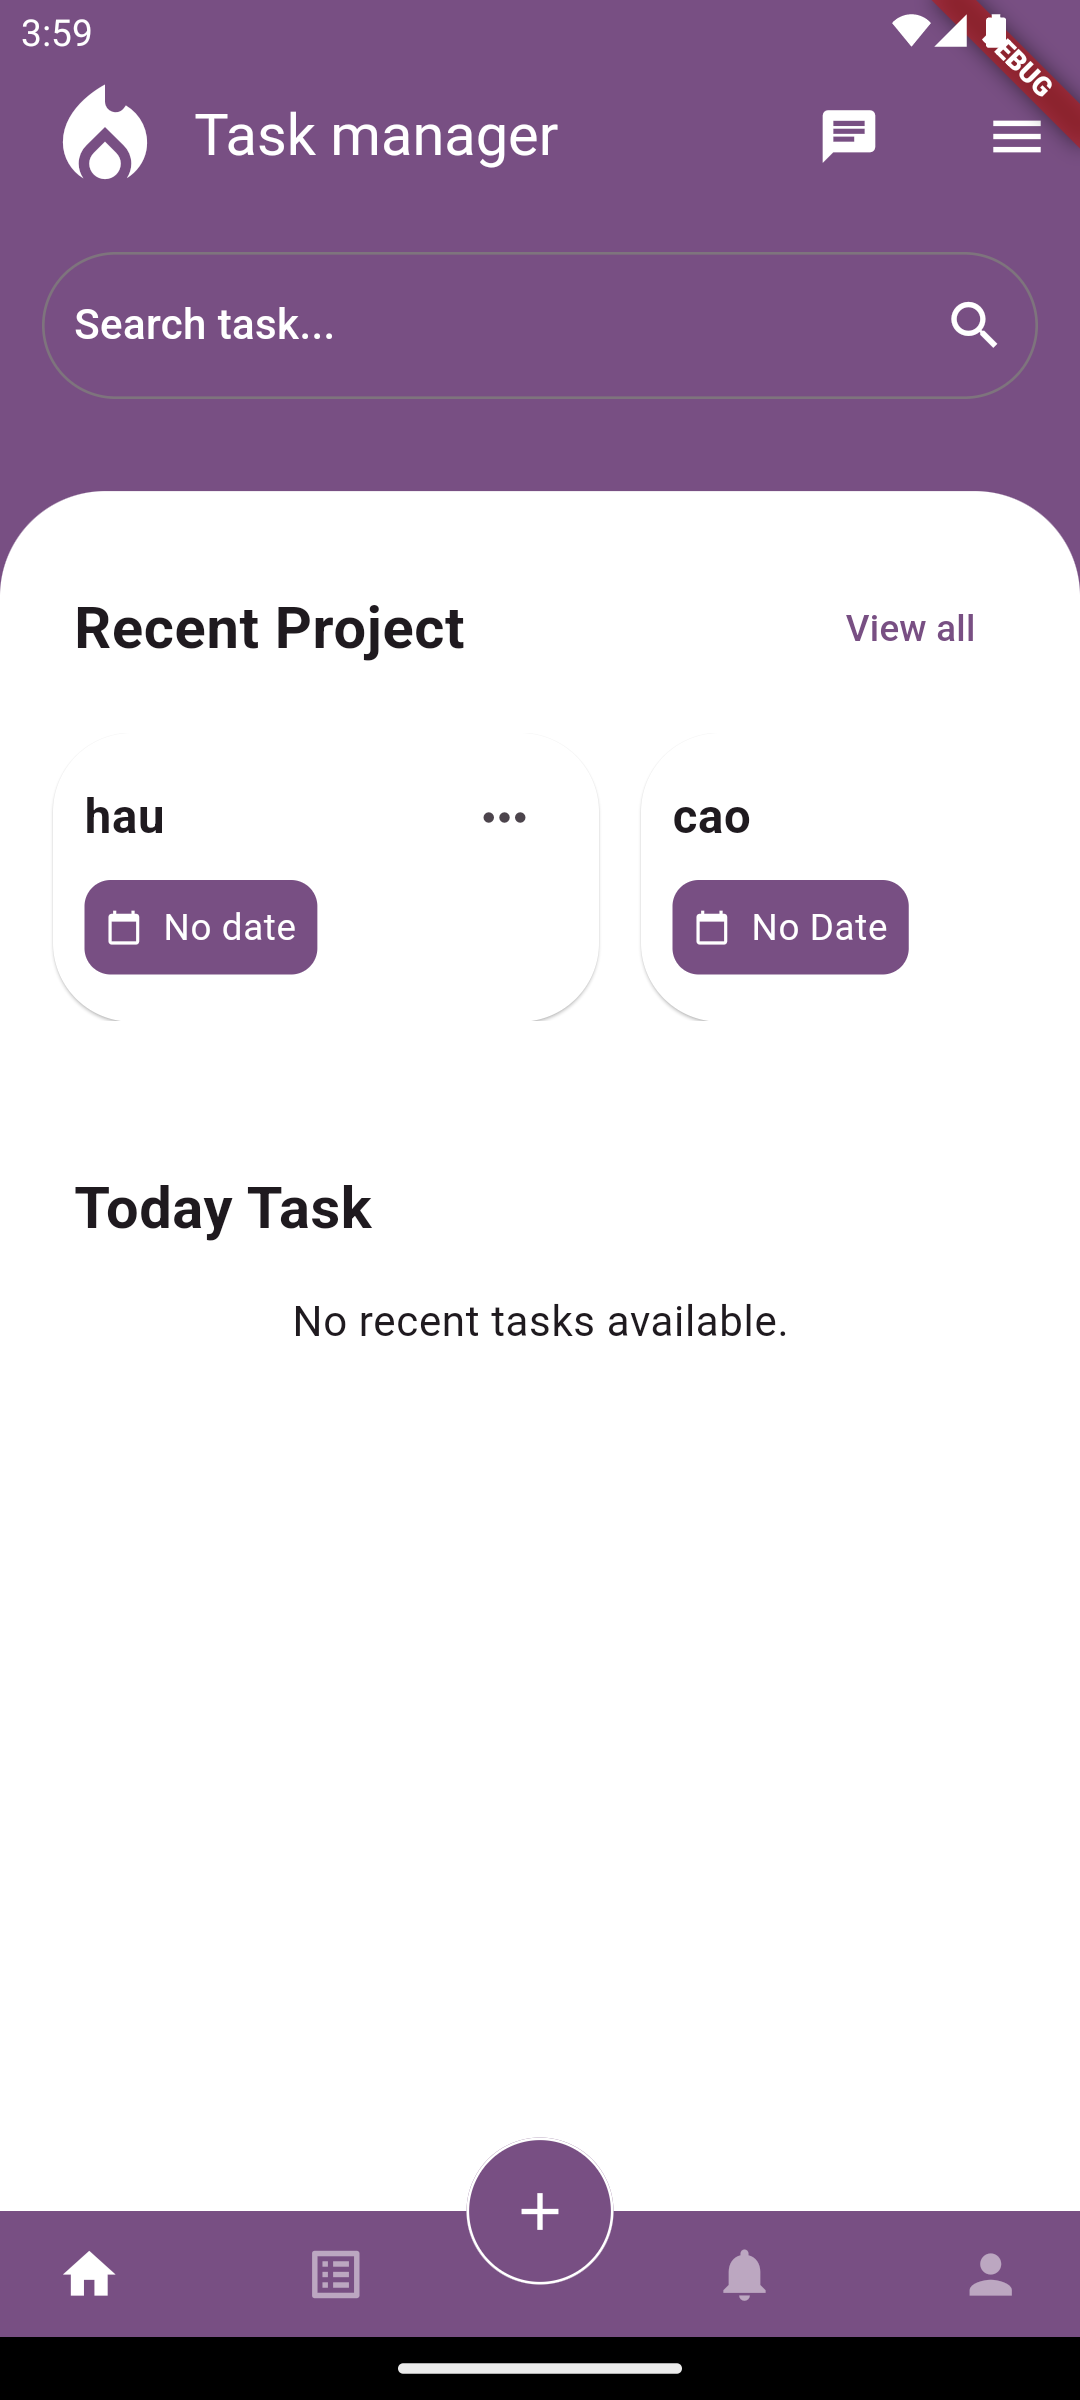 3:59
DEBUG
Task manager
Search task...
Recent Project
View all
hau
cao
No date
No Date
Today Task
No recent tasks available.